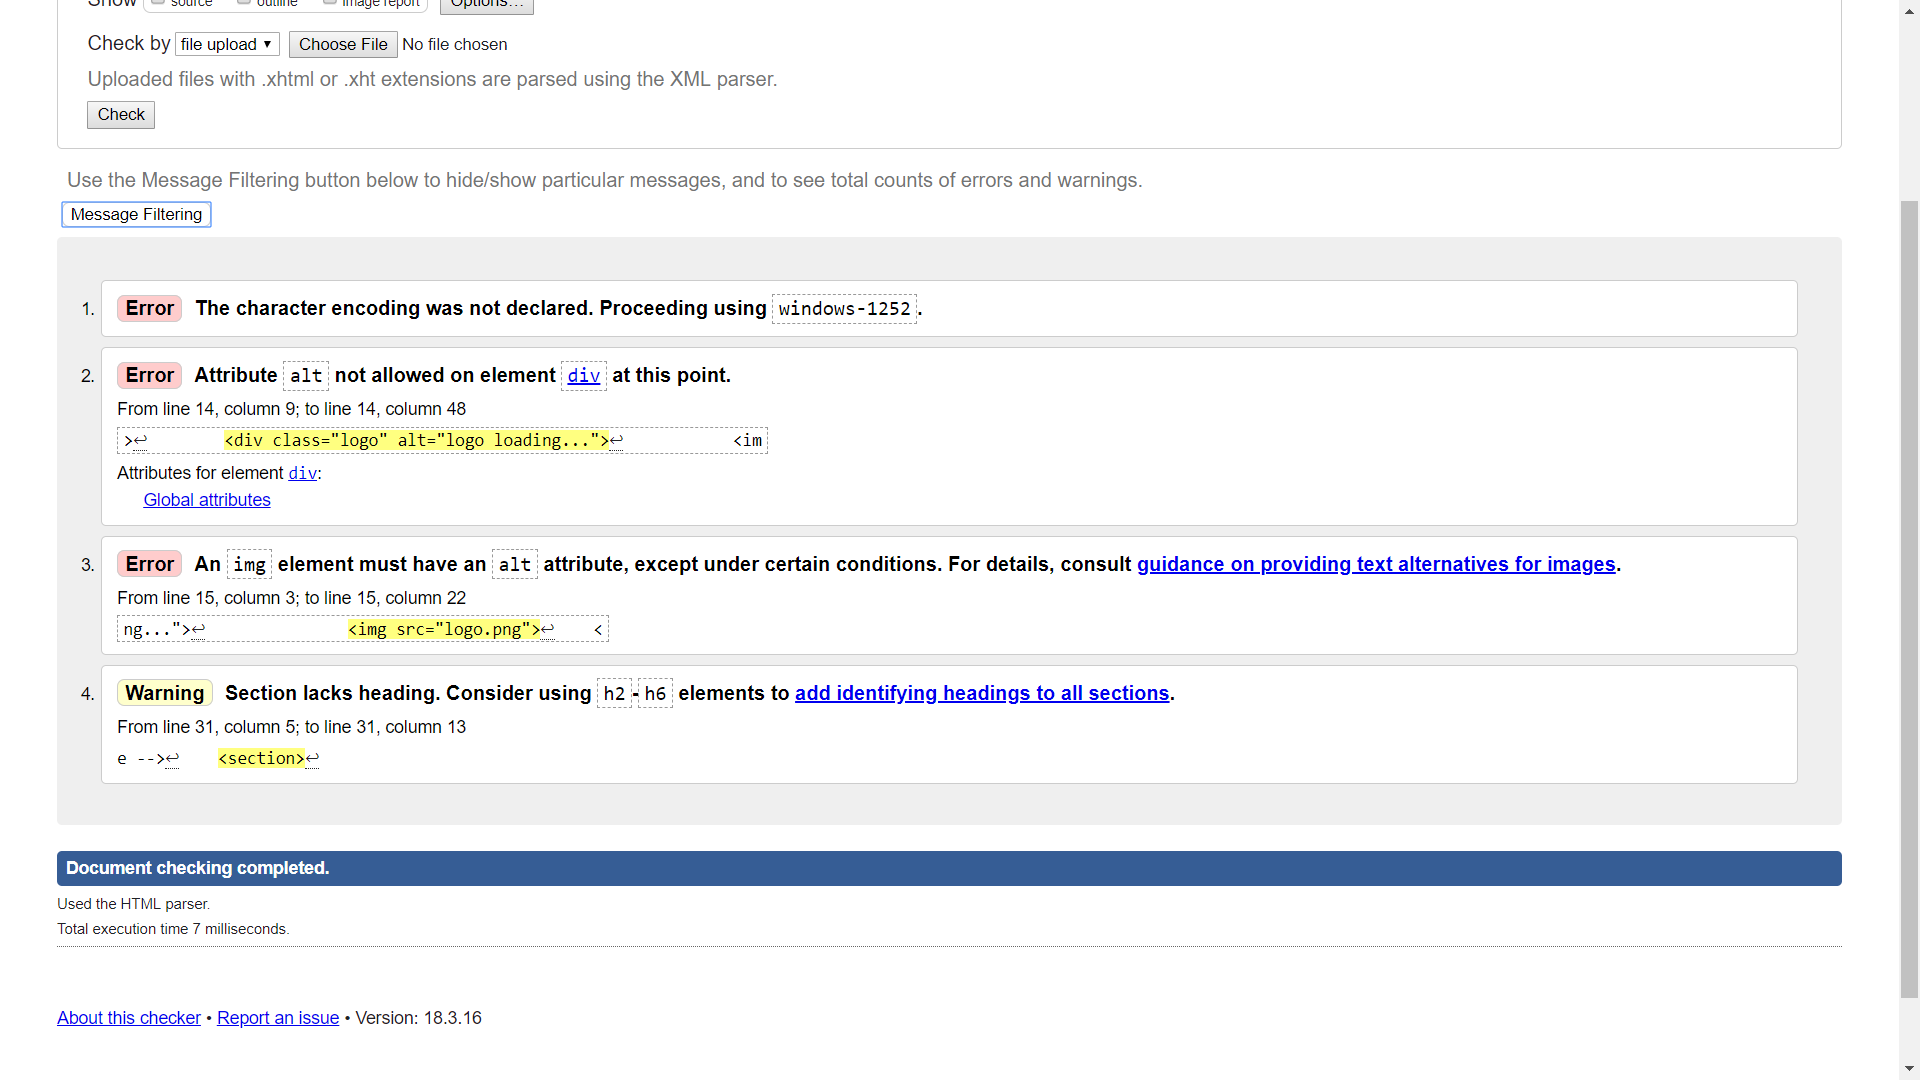 Show source outline image report Options...
Check by file upload ▾ Choose File No file chosen
Uploaded files with .xhtml or .xht extensions are parsed using the XML parser.
Check
Use the Message Filtering button below to hide/show particular messages, and to see total counts of errors and warnings.
Message Filtering
1. Error The character encoding was not declared. Proceeding using windows-1252.
2. Error Attribute alt not allowed on element div at this point.
From line 14, column 9; to line 14, column 48
>↩ <div class="logo" alt="logo loading...">↩ <im
Attributes for element div:
Global attributes
3. Error An img element must have an alt attribute, except under certain conditions. For details, consult guidance on providing text alternatives for images.
From line 15, column 3; to line 15, column 22
ng...">↩ <img src="logo.png">↩ <
4. Warning Section lacks heading. Consider using h2-h6 elements to add identifying headings to all sections.
From line 31, column 5; to line 31, column 13
e -->↩ <section>↩
Document checking completed.
Used the HTML parser.
Total execution time 7 milliseconds.
About this checker • Report an issue • Version: 18.3.16